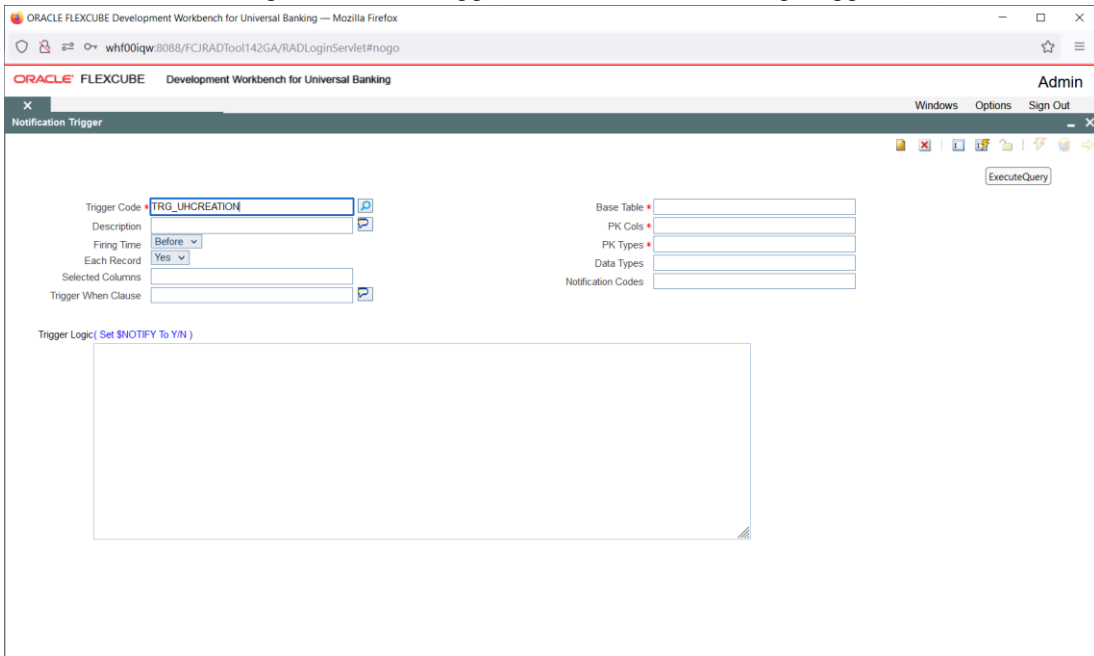 ORACLE FLEXCUBE Development Workbench for Universal Banking — Mozilla Firefox
whf00iqw:8088/FCJRADTool142GA/RADLoginServlet#nogo
ORACLE FLEXCUBE Development Workbench for Universal Banking
Admin
X Windows Options Sign Out
Notification Trigger
ExecuteQuery
Trigger Code * TRG_UHCREATION
Description
Firing Time Before
Each Record Yes
Selected Columns
Trigger When Clause
Base Table *
PK Cols *
PK Types *
Data Types
Notification Codes
Trigger Logic( Set $NOTIFY To Y/N )